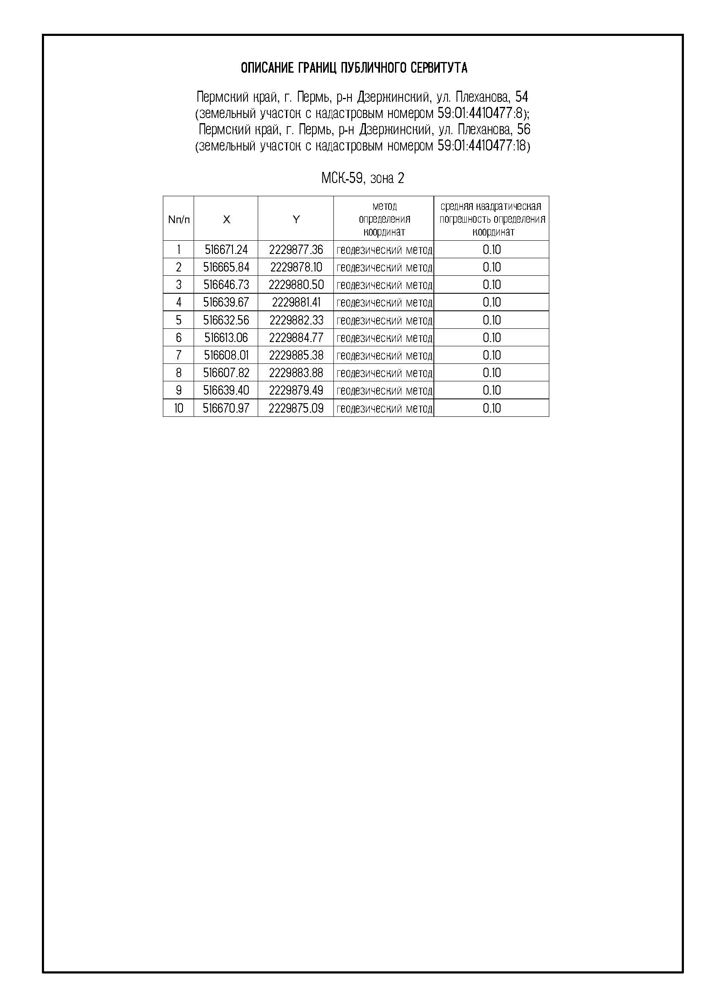 ОПИСАНИЕ ГРАНИЦ ПУБЛИЧНОГО СЕРВИТУТА
Пермский край, г. Пермь, р-н Дзержинский, ул. Плеханова, 54
(земельный участок с кадастровым номером 59:01:4410477:8);
Пермский край, г. Пермь, р-н Дзержинский, ул. Плеханова, 56
(земельный участок с кадастровым номером 59:01:4410477:18)
МСК-59, зона 2
Nп/п X Y метод определения координат средняя квадратическая погрешность определения координат
1 516671.24 2229877.36 геодезический метод 0.10
2 516665.84 2229878.10 геодезический метод 0.10
3 516646.73 2229880.50 геодезический метод 0.10
4 516639.67 2229881.41 геодезический метод 0.10
5 516632.56 2229882.33 геодезический метод 0.10
6 516613.06 2229884.77 геодезический метод 0.10
7 516608.01 2229885.38 геодезический метод 0.10
8 516607.82 2229883.88 геодезический метод 0.10
9 516639.40 2229879.49 геодезический метод 0.10
10 516670.97 2229875.09 геодезический метод 0.10